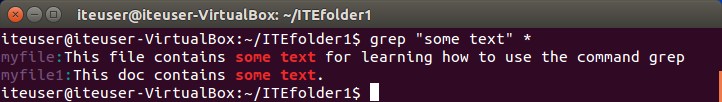 iteuser@iteuser-VirtualBox: ~/ITEfolder1
iteuser@iteuser-VirtualBox:~/ITEfolder1$ grep "some text" *
myfile:This file contains some text for learning how to use the command grep
myfile1:This doc contains some text.
iteuser@iteuser-VirtualBox:~/ITEfolder1$